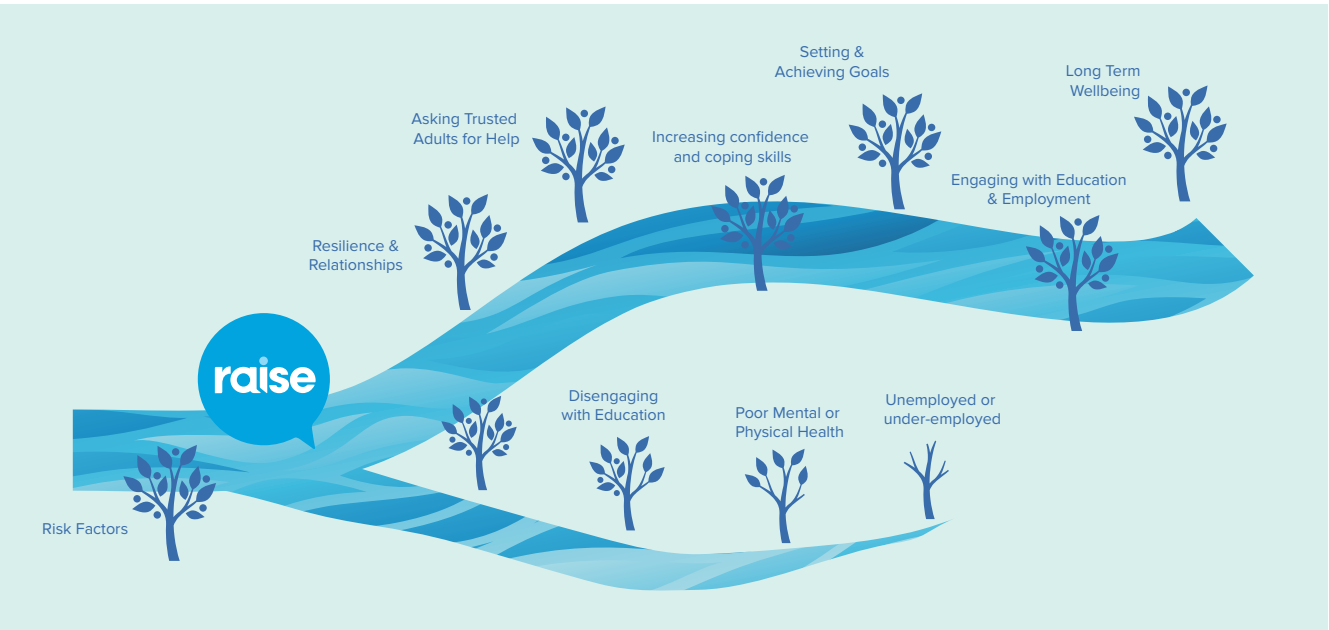 Setting &
Achieving Goals
Long Term
Wellbeing
Asking Trusted
Adults for Help
Increasing confidence
and coping skills
Engaging with Education
& Employment
Resilience &
Relationships
raise
Disengaging
with Education
Poor Mental or
Physical Health
Unemployed or
under-employed
Risk Factors